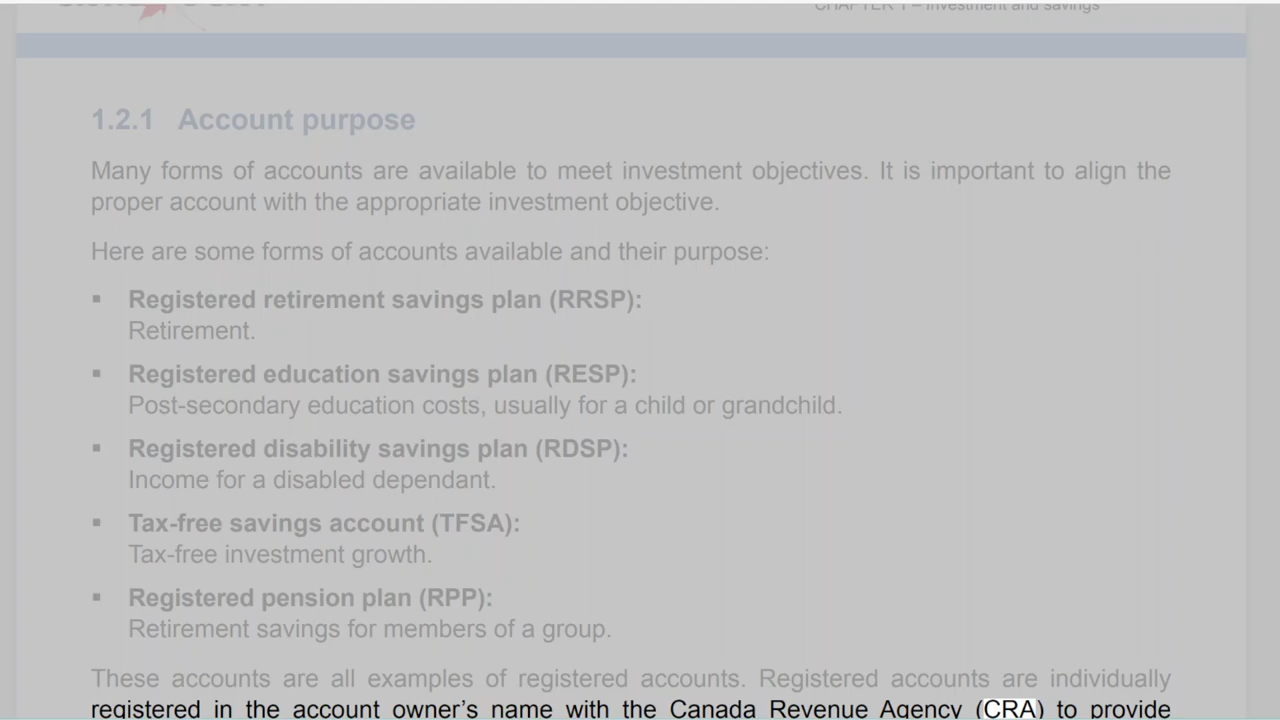 CHAPTER 1 – Investment and savings
1.2.1 Account purpose
Many forms of accounts are available to meet investment objectives. It is important to align the
proper account with the appropriate investment objective.
Here are some forms of accounts available and their purpose:
▪ Registered retirement savings plan (RRSP):
Retirement.
▪ Registered education savings plan (RESP):
Post-secondary education costs, usually for a child or grandchild.
▪ Registered disability savings plan (RDSP):
Income for a disabled dependant.
▪ Tax-free savings account (TFSA):
Tax-free investment growth.
▪ Registered pension plan (RPP):
Retirement savings for members of a group.
These accounts are all examples of registered accounts. Registered accounts are individually
registered in the account owner’s name with the Canada Revenue Agency (CRA) to provide